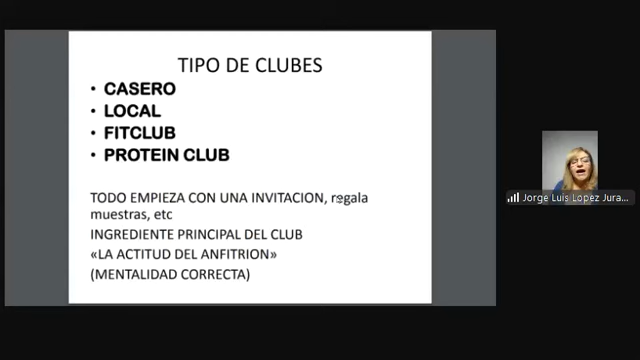 TIPO DE CLUBES
• CASERO
• LOCAL
• FITCLUB
• PROTEIN CLUB
TODO EMPIEZA CON UNA INVITACION, regala
muestras, etc
INGREDIENTE PRINCIPAL DEL CLUB
«LA ACTITUD DEL ANFITRION»
(MENTALIDAD CORRECTA)
Jorge Luis Lopez Jura...